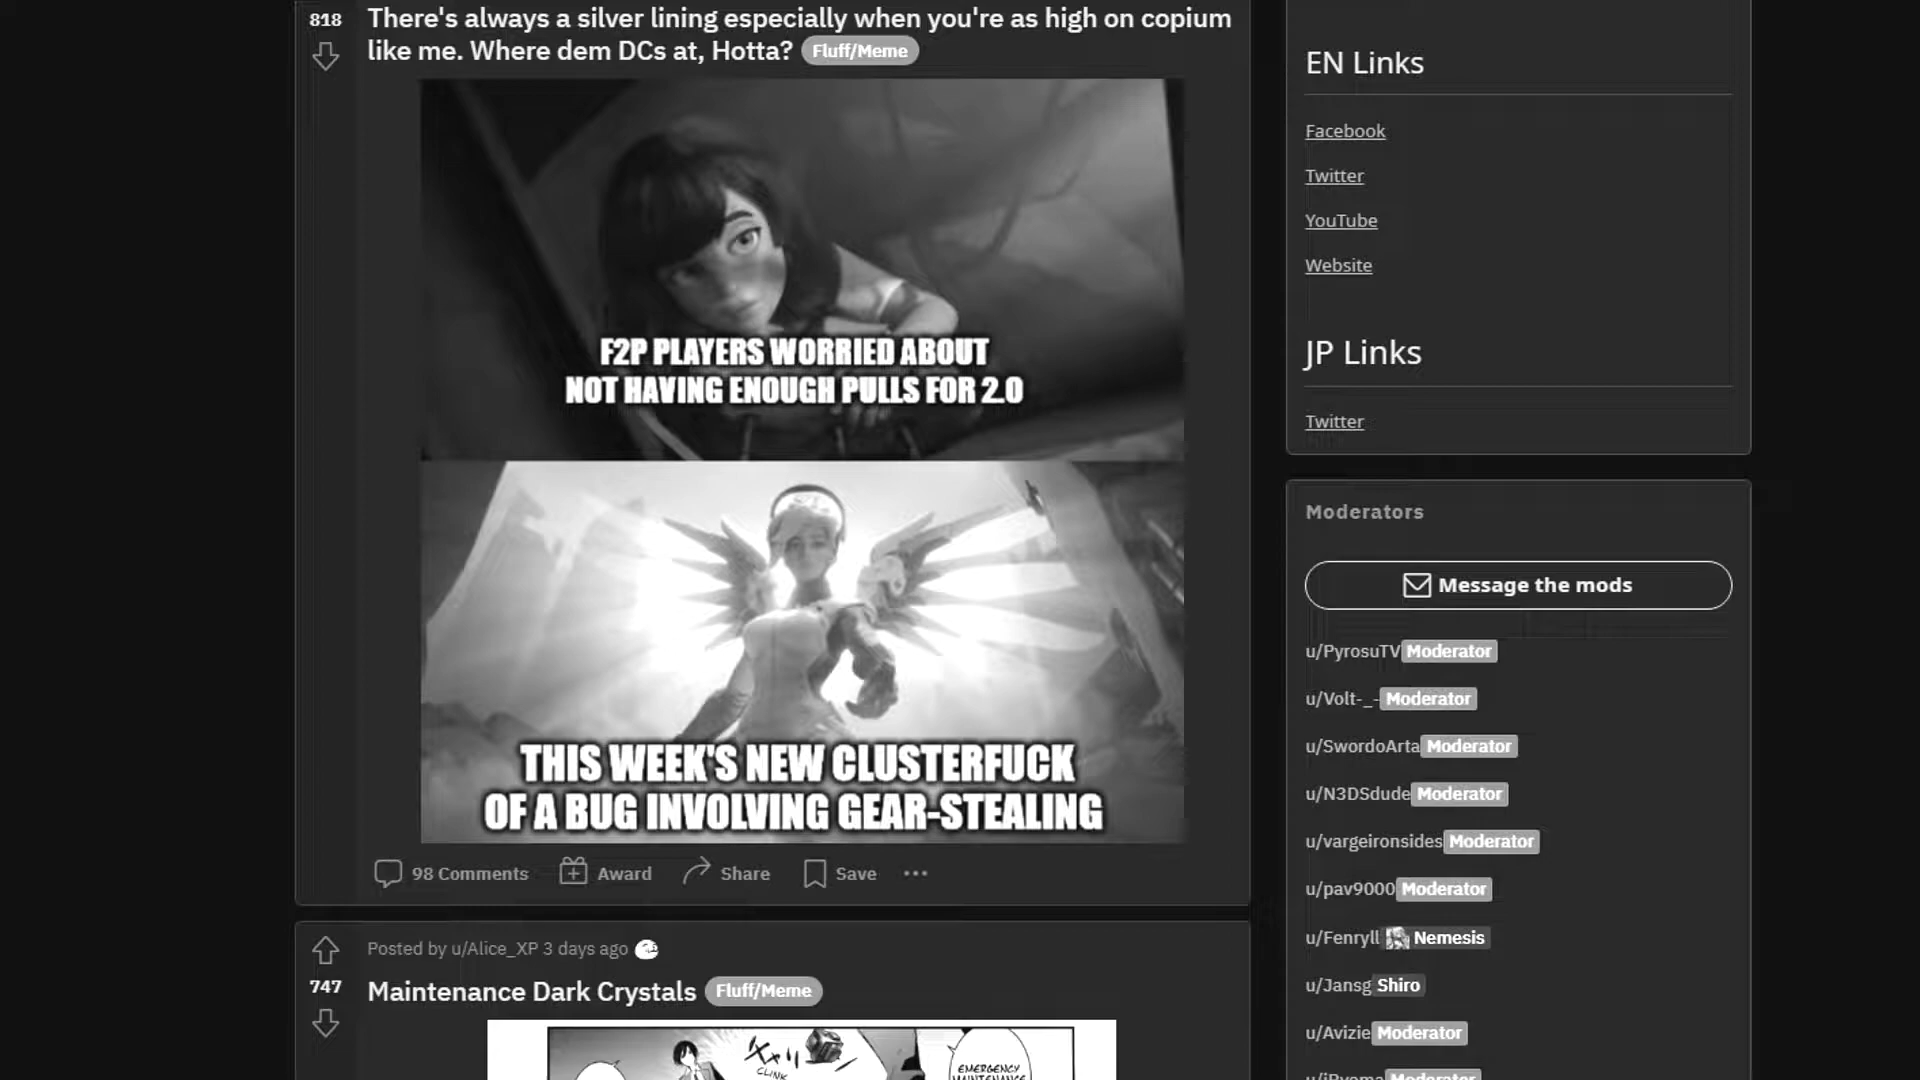 818
There's always a silver lining especially when you're as high on copium
like me. Where dem DCs at, Hotta? Fluff/Meme
F2P PLAYERS WORRIED ABOUT
NOT HAVING ENOUGH PULLS FOR 2.0
THIS WEEK'S NEW CLUSTERFUCK
OF A BUG INVOLVING GEAR-STEALING
98 Comments Award Share Save
Posted by u/Alice_XP 3 days ago
747
Maintenance Dark Crystals Fluff/Meme
CLINK
EMERGENCY
MAINTENANCE
EN Links
Facebook
Twitter
YouTube
Website
JP Links
Twitter
Moderators
Message the mods
u/PyrosuTV Moderator
u/Volt-_- Moderator
u/SwordoArta Moderator
u/N3DSdude Moderator
u/vargeironsides Moderator
u/pav9000 Moderator
u/Fenryll Nemesis
u/Jansg Shiro
u/Avizie Moderator
Moderator